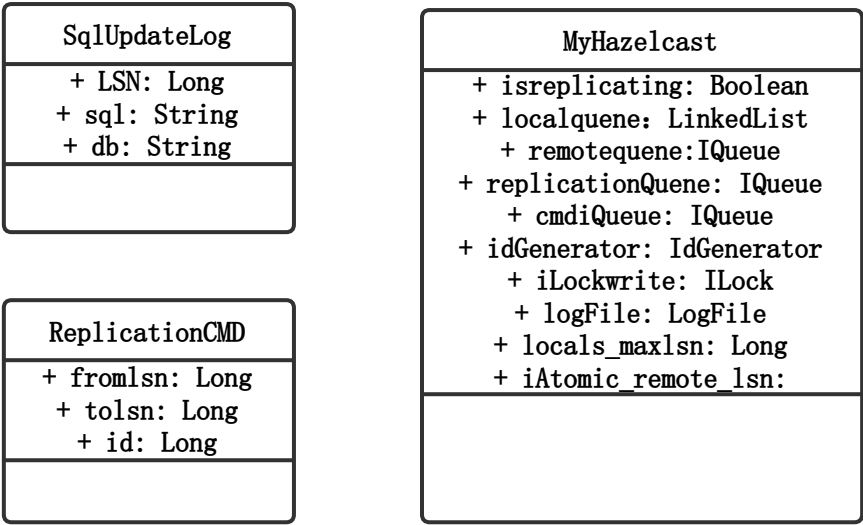 SqlUpdateLog
+ LSN: Long
+ sql: String
+ db: String
ReplicationCMD
+ fromlsn: Long
+ tolsn: Long
+ id: Long
MyHazelcast
+ isreplicating: Boolean
+ localquene: LinkedList
+ remotequene:IQueue
+ replicationQuene: IQueue
+ cmdiQueue: IQueue
+ idGenerator: IdGenerator
+ iLockwrite: ILock
+ logFile: LogFile
+ locals_maxlsn: Long
+ iAtomic_remote_lsn: